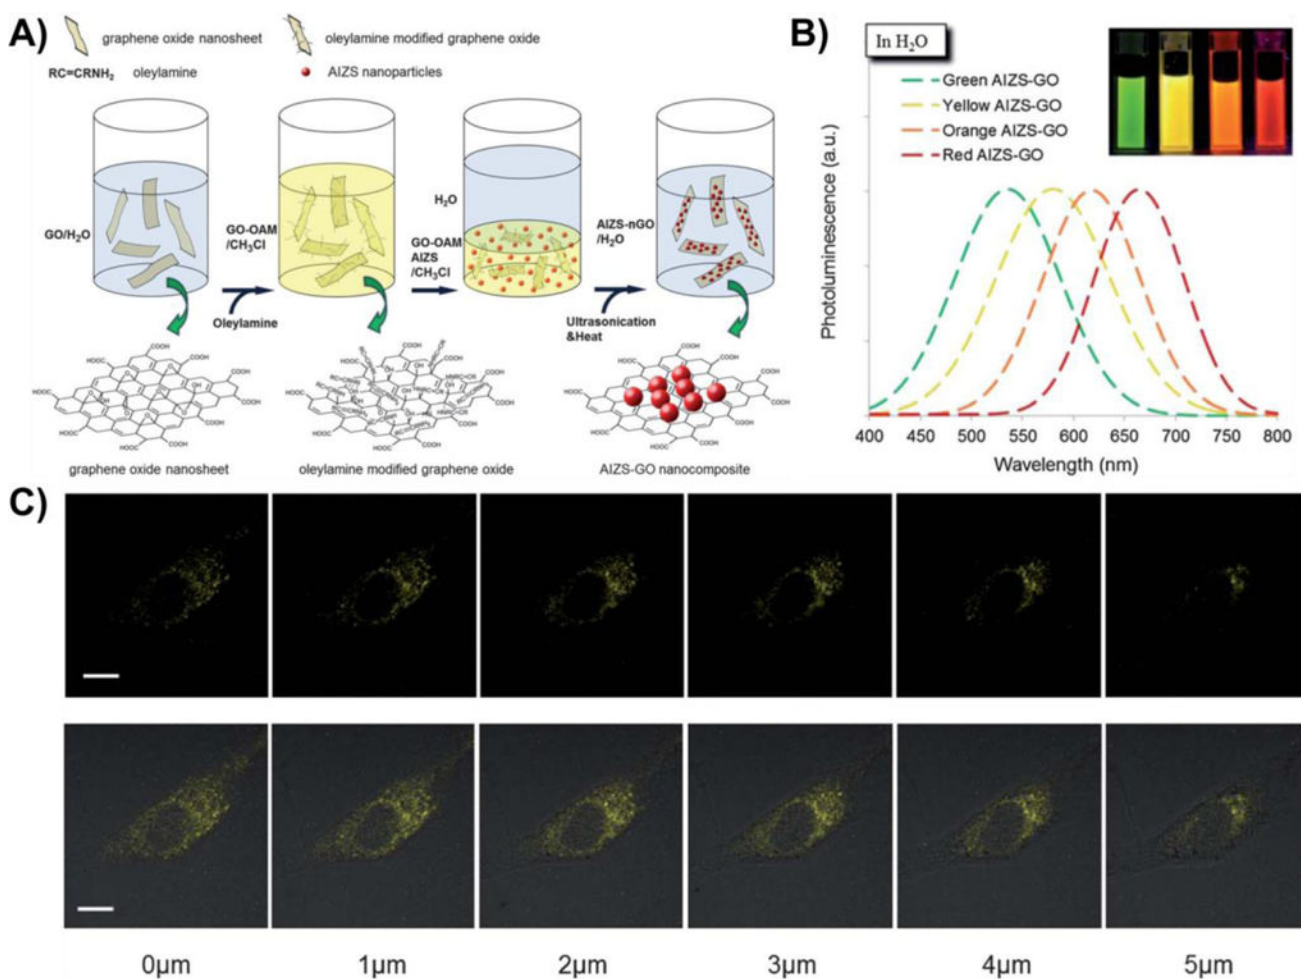 A)
graphene oxide nanosheet
oleylamine modified graphene oxide
RC=CRNH₂ oleylamine
AIZS nanoparticles
GO/H₂O
GO-OAM
/CH₃Cl
Oleylamine
GO-OAM
AIZS
/CH₃Cl
H₂O
AIZS-nGO
/H₂O
Ultrasonication
&Heat
graphene oxide nanosheet
oleylamine modified graphene oxide
AIZS-GO nanocomposite
B)
In H₂O
Green AIZS-GO
Yellow AIZS-GO
Orange AIZS-GO
Red AIZS-GO
Photoluminescence (a.u.)
400 450 500 550 600 650 700 750 800
Wavelength (nm)
C)
0μm 1μm 2μm 3μm 4μm 5μm